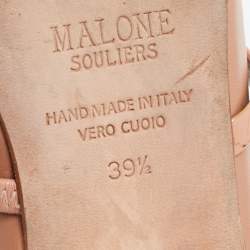 MALONE
SOULIERS
HAND MADE IN ITALY
VERO CUOIO
39½